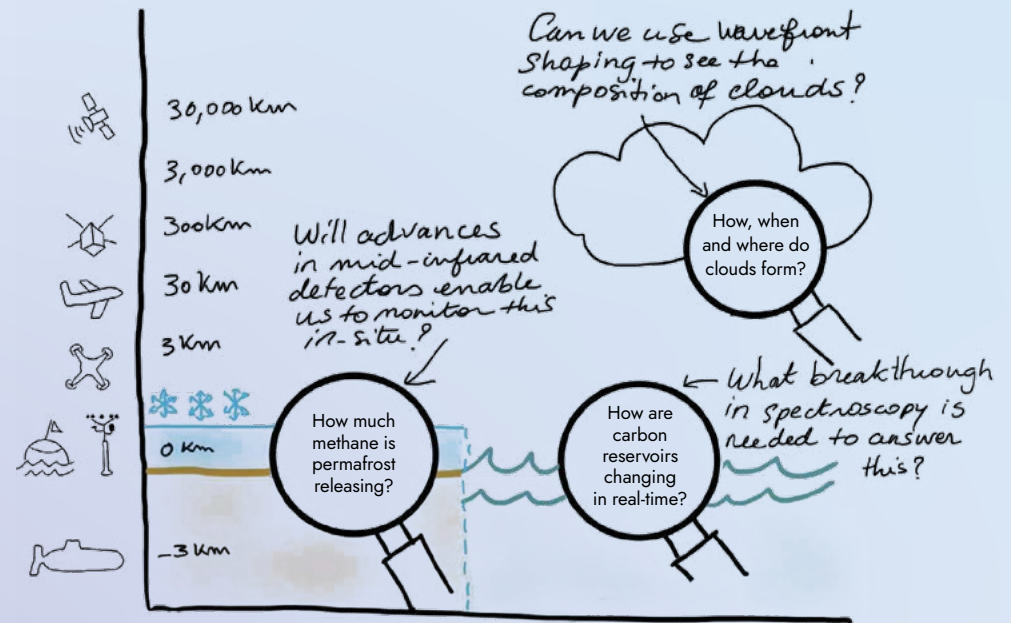 Can we use wavefront
shaping to see the
composition of clouds?
30,000 Km
3,000 Km
300 Km
30 Km
3 Km
0 Km
-3 Km
Will advances
in mid-infrared
detectors enable
us to monitor this
in-situ?
How, when
and where do
clouds form?
How much
methane is
permafrost
releasing?
How are
carbon
reservoirs
changing
in real-time?
What breakthrough
in spectroscopy is
needed to answer
this?